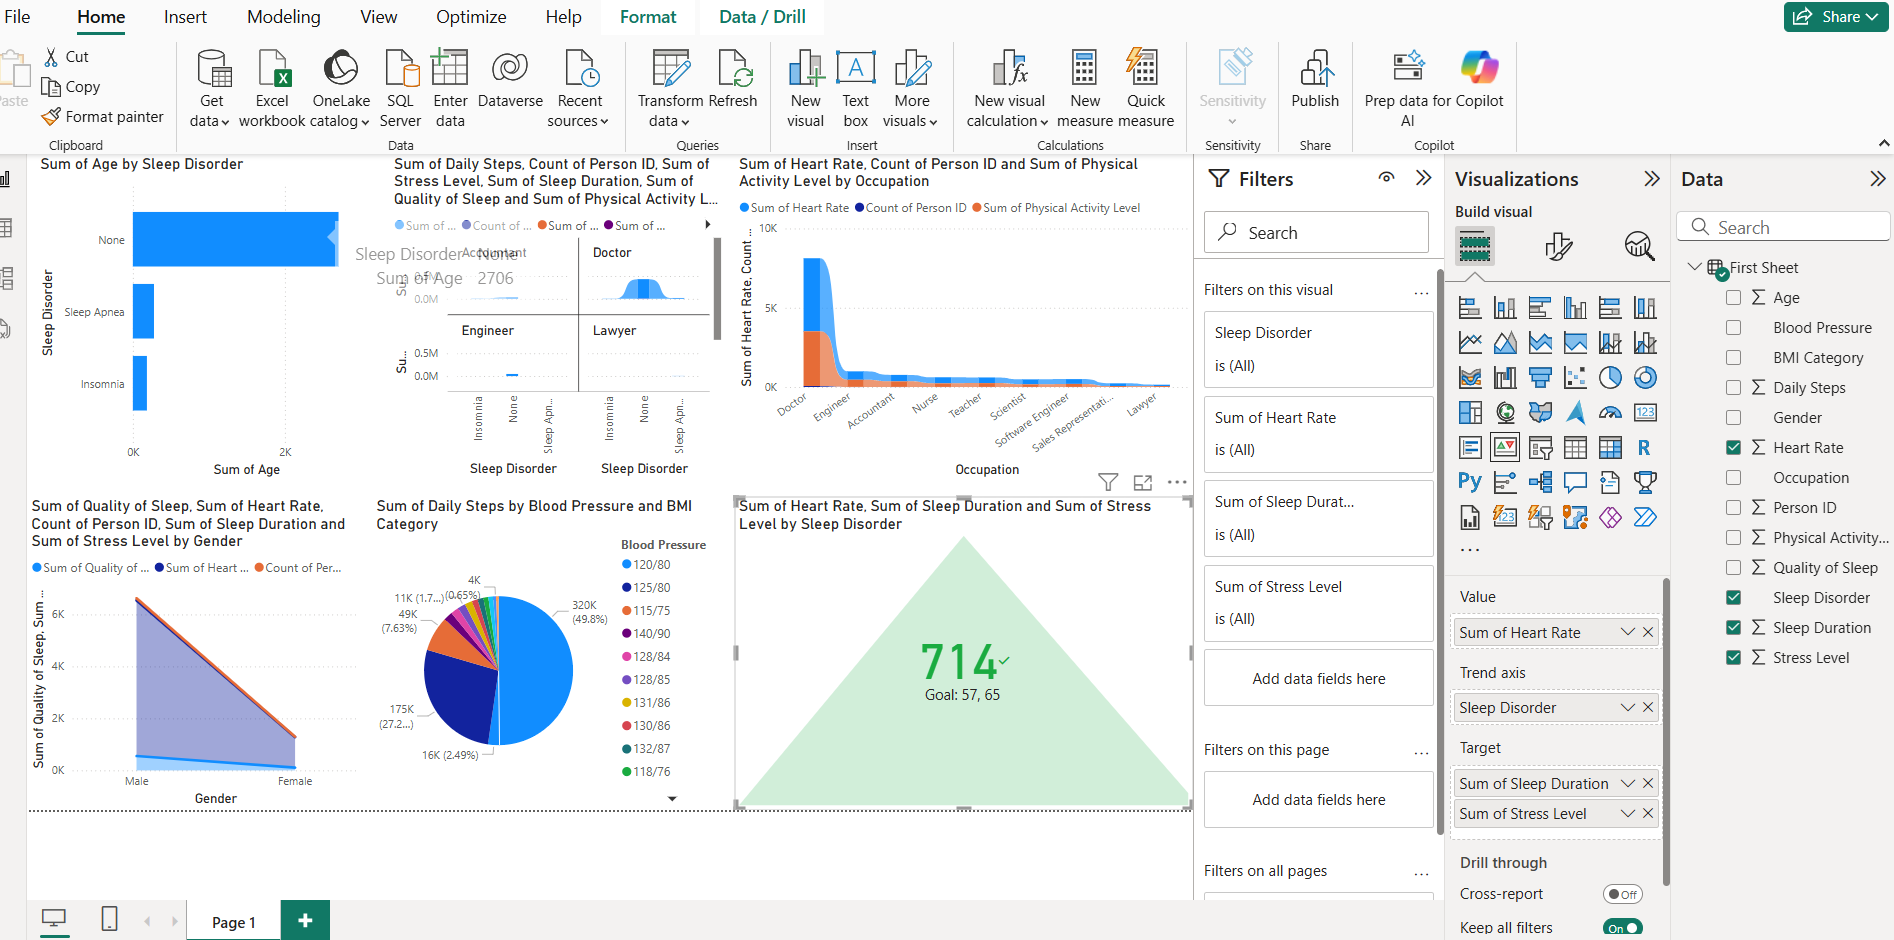 File Home Insert Modeling View Optimize Help Format Data / Drill Share
Cut
Copy
Format painter
Get data
Excel workbook
OneLake catalog
SQL Server
Enter data
Dataverse
Recent sources
Transform data
Refresh
New visual
Text box
More visuals
New visual calculation
New measure
Quick measure
Sensitivity
Publish
Prep data for AI
Copilot
Clipboard Data Queries Insert Calculations Sensitivity Share Copilot
Sum of Age by Sleep Disorder
Sleep Disorder
None
Sleep Apnea
Insomnia
0K 2K
Sum of Age
Sleep Disorder None
Sum of Age 2706
Sum of Daily Steps, Count of Person ID, Sum of
Stress Level, Sum of Sleep Duration, Sum of
Quality of Sleep and Sum of Physical Activity L...
Sum of ... Count of ... Sum of ... Sum of ...
Accountant Doctor
Su...
0.5M
0.0M
Engineer Lawyer
Su...
0.5M
0.0M
Insomnia None Sleep Apn... Insomnia None Sleep Apn...
Sleep Disorder Sleep Disorder
Sum of Heart Rate, Count of Person ID and Sum of Physical
Activity Level by Occupation
Sum of Heart Rate Count of Person ID Sum of Physical Activity Level
Sum of Heart Rate, Count ...
10K
5K
0K
Doctor Engineer Accountant Nurse Teacher Scientist Software Engineer Sales Representati... Lawyer
Occupation
Sum of Quality of Sleep, Sum of Heart Rate,
Count of Person ID, Sum of Sleep Duration and
Sum of Stress Level by Gender
Sum of Quality of ... Sum of Heart ... Count of Per...
Sum of Quality of Sleep, Sum ...
6K
4K
2K
0K
Male Female
Gender
Sum of Daily Steps by Blood Pressure and BMI
Category
4K
(0.65%)
11K (1.7...)
49K
(7.63%)
320K
(49.8%)
175K
(27.2...)
16K (2.49%)
Blood Pressure
120/80
125/80
115/75
140/90
128/84
128/85
131/86
130/86
132/87
118/76
Sum of Heart Rate, Sum of Sleep Duration and Sum of Stress
Level by Sleep Disorder
714
Goal: 57, 65
Filters
Search
Filters on this visual ...
Sleep Disorder
is (All)
Sum of Heart Rate
is (All)
Sum of Sleep Durat...
is (All)
Sum of Stress Level
is (All)
Add data fields here
Filters on this page ...
Add data fields here
Filters on all pages ...
Visualizations
Build visual
123
R
Py
123
...
Value
Sum of Heart Rate
Trend axis
Sleep Disorder
Target
Sum of Sleep Duration
Sum of Stress Level
Drill through
Cross-report Off
Keep all filters On
Data
Search
First Sheet
Age
Blood Pressure
BMI Category
Daily Steps
Gender
Heart Rate
Occupation
Person ID
Physical Activity...
Quality of Sleep
Sleep Disorder
Sleep Duration
Stress Level
Page 1 +